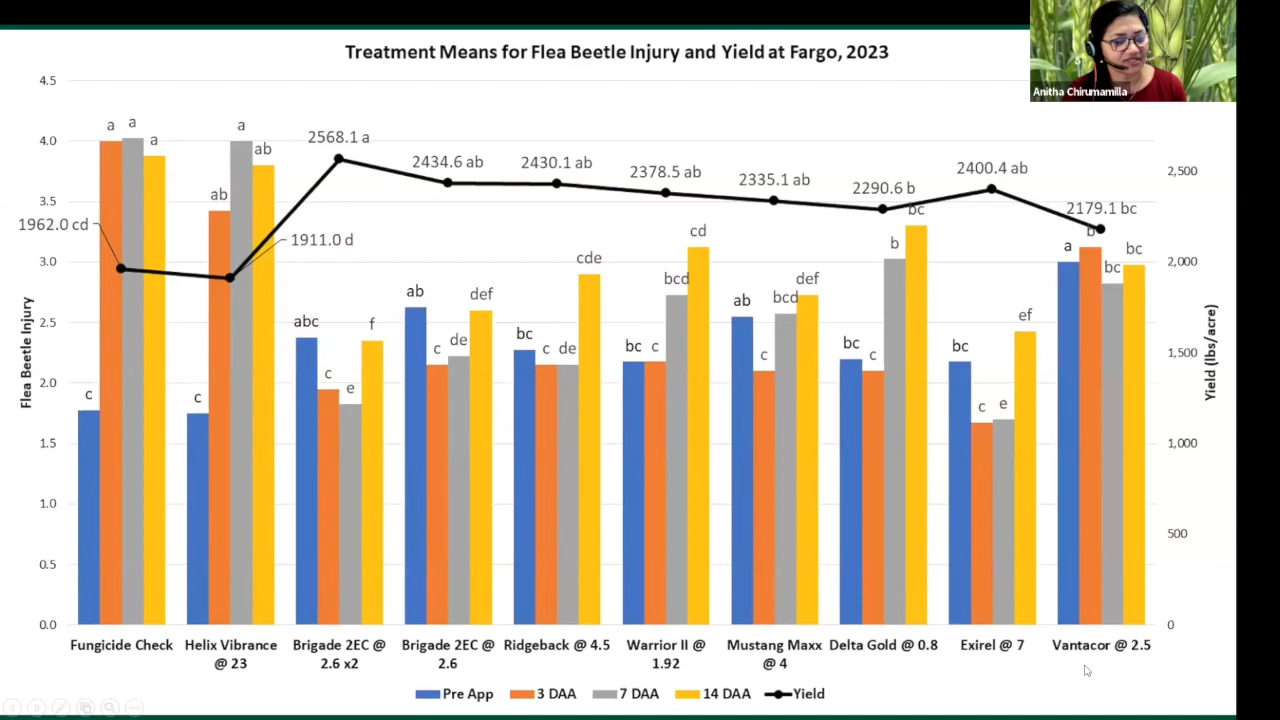 Treatment Means for Flea Beetle Injury and Yield at Fargo, 2023
Anitha Chirumamilla
4.5
4.0
3.5
3.0
2.5
2.0
1.5
1.0
0.5
0.0
Flea Beetle Injury
2,500
2,000
1,500
1,000
500
0
Yield (lbs/acre)
1962.0 cd
1911.0 d
2568.1 a
2434.6 ab
2430.1 ab
2378.5 ab
2335.1 ab
2290.6 b
2400.4 ab
2179.1 bc
c a a a
c ab a ab
abc c e f
ab c de def
bc c de cde
bc c bcd cd
ab c bcd def
bc c b bc
bc c e ef
a b bc bc
Fungicide Check
Helix Vibrance
@ 23
Brigade 2EC @
2.6 x2
Brigade 2EC @
2.6
Ridgeback @ 4.5
Warrior II @
1.92
Mustang Maxx
@ 4
Delta Gold @ 0.8
Exirel @ 7
Vantacor @ 2.5
Pre App 3 DAA 7 DAA 14 DAA Yield